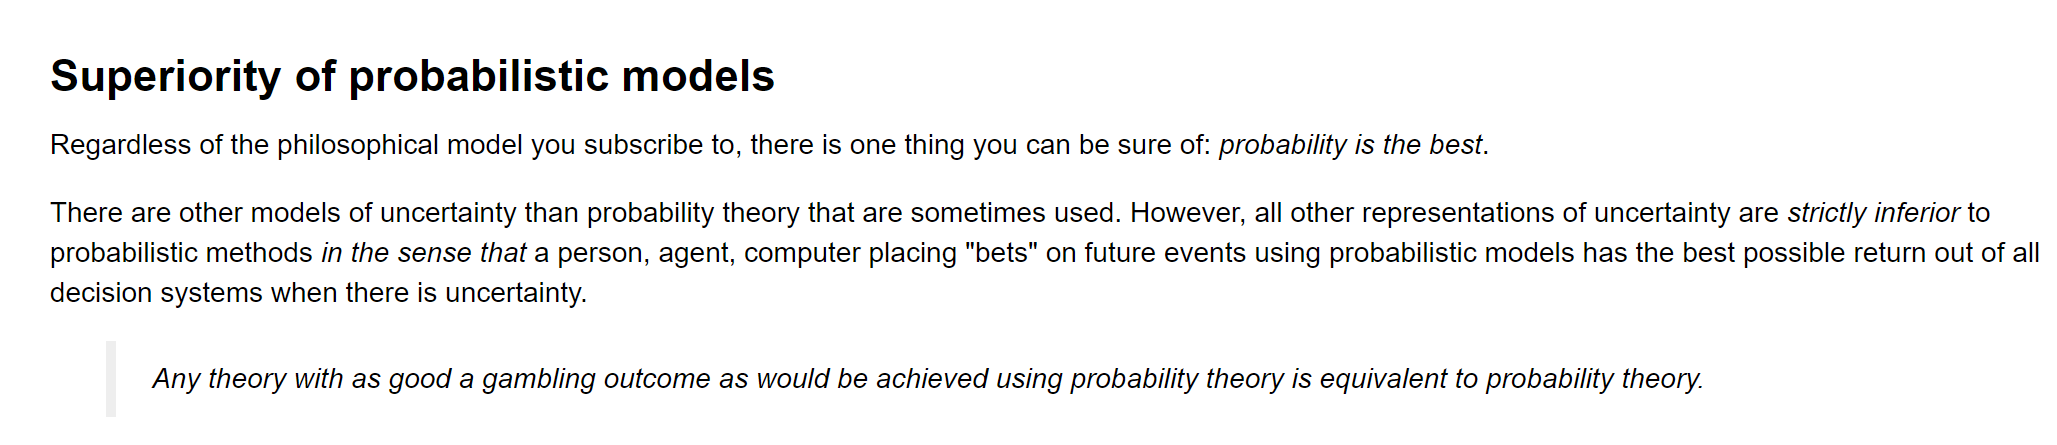 Superiority of probabilistic models
Regardless of the philosophical model you subscribe to, there is one thing you can be sure of: probability is the best.
There are other models of uncertainty than probability theory that are sometimes used. However, all other representations of uncertainty are strictly inferior to
probabilistic methods in the sense that a person, agent, computer placing "bets" on future events using probabilistic models has the best possible return out of all
decision systems when there is uncertainty.
Any theory with as good a gambling outcome as would be achieved using probability theory is equivalent to probability theory.